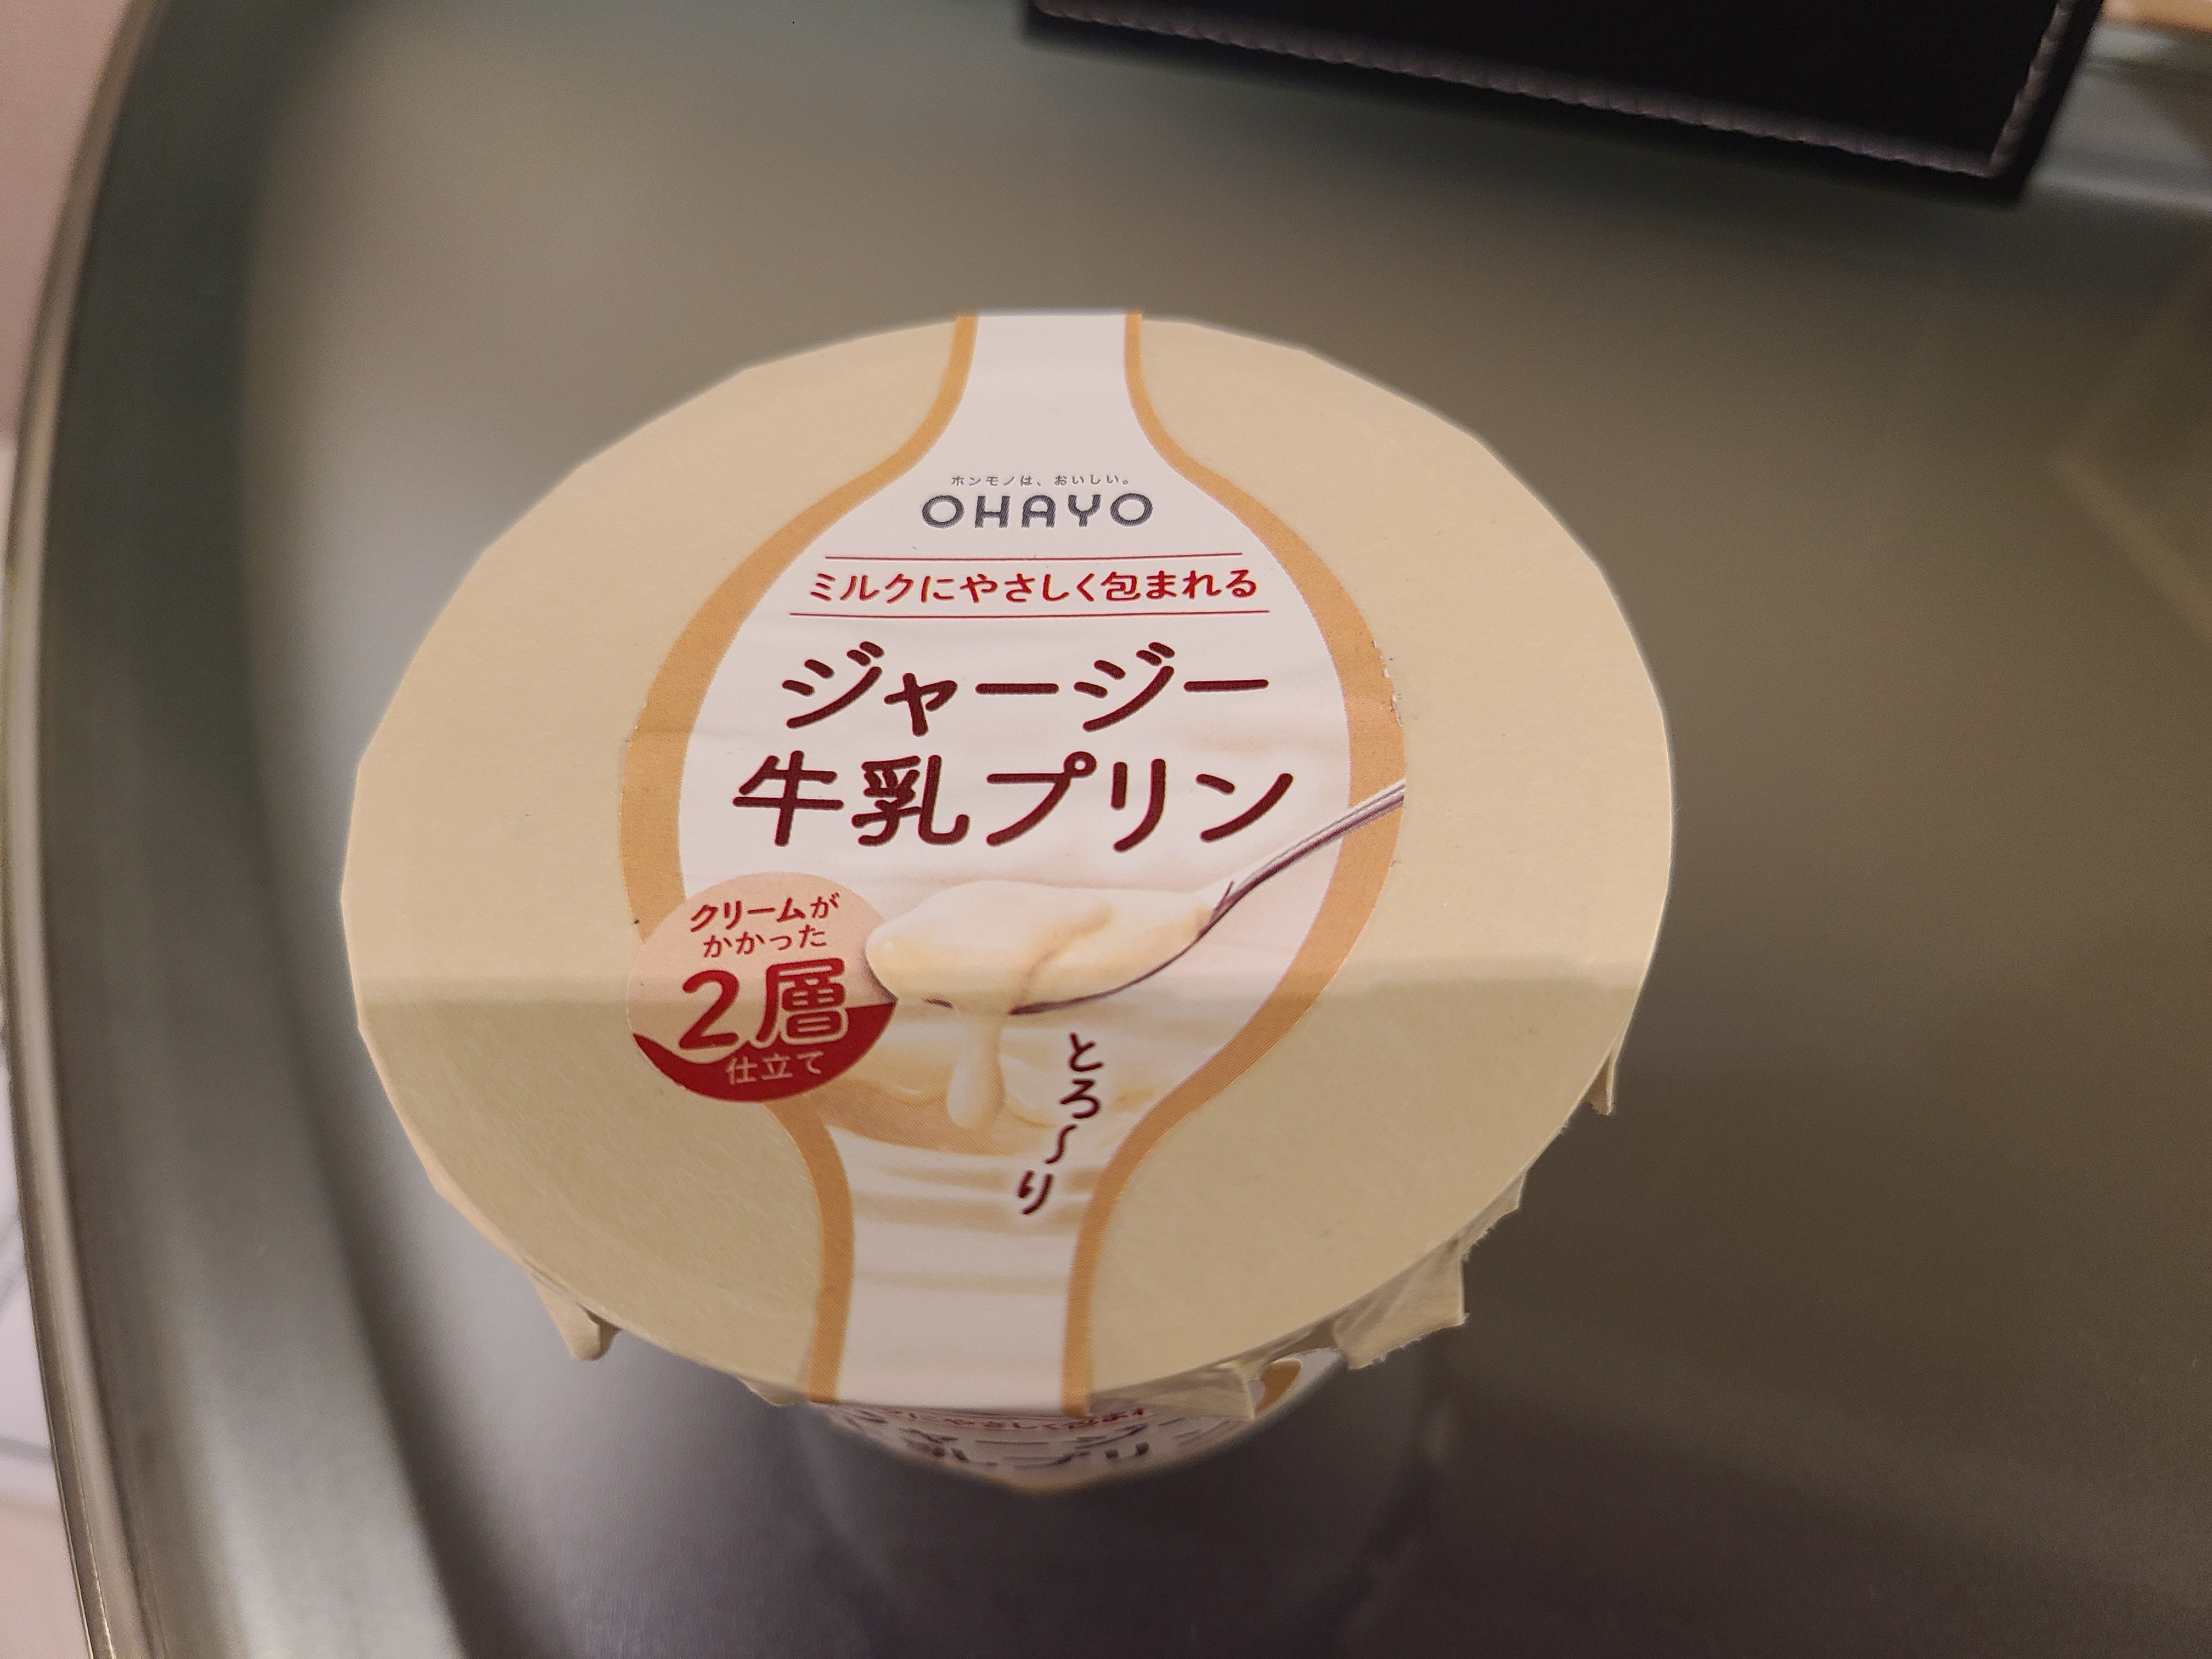 ホンモノは、おいしい。
OHAYO
ミルクにやさしく包まれる
ジャージー
牛乳プリン
クリームが
かかった
2層
仕立て
とろ〜り